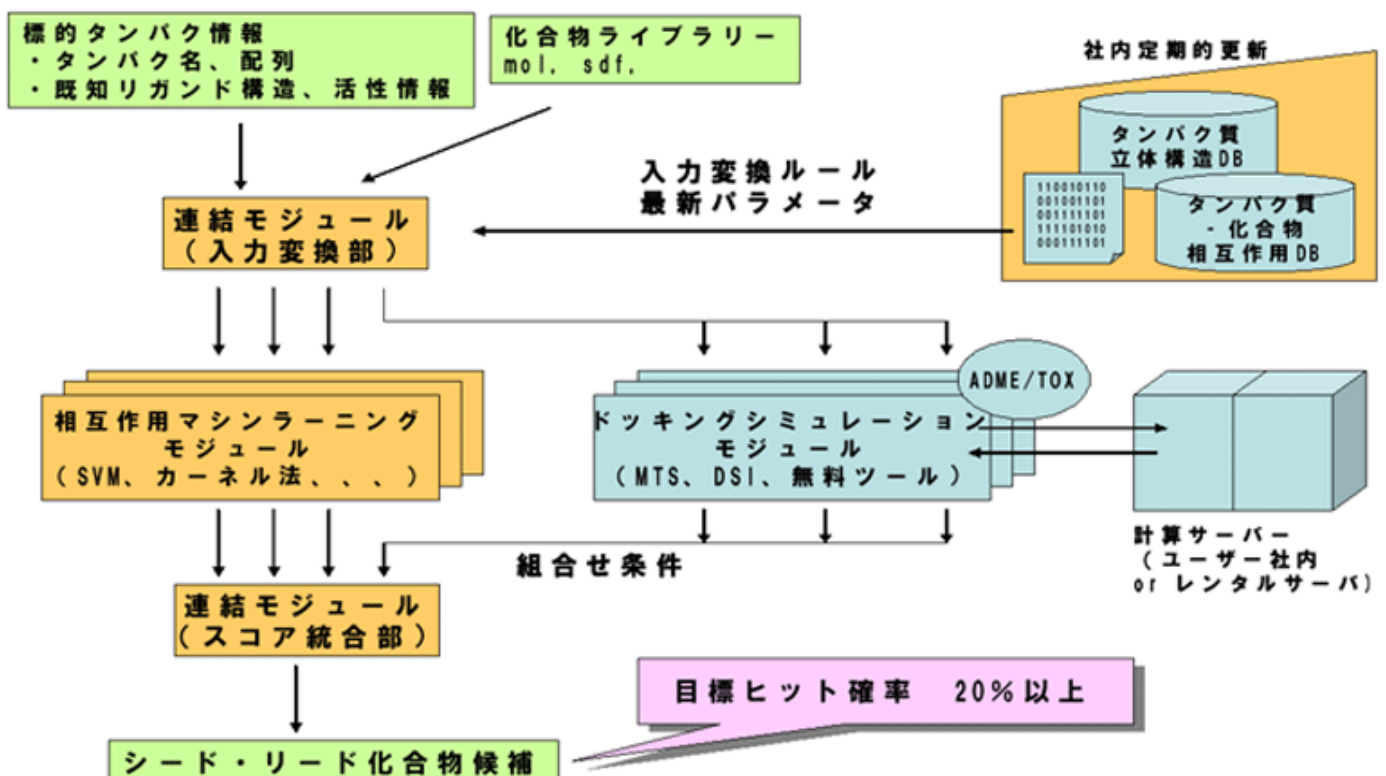 標的タンパク情報
・タンパク名、配列
・既知リガンド構造、活性情報
化合物ライブラリー
mol. sdf.
社内定期的更新
タンパク質
立体構造DB
110010110
001001101
001111101
111101010
000111101
タンパク質
-化合物
相互作用DB
入力変換ルール
最新パラメータ
連結モジュール
(入力変換部)
相互作用マシンラーニング
モジュール
(SVM、カーネル法、、、)
ドッキングシミュレーション
モジュール
(MTS、DSI、無料ツール)
ADME/TOX
計算サーバー
(ユーザー社内
or レンタルサーバ)
組合せ条件
連結モジュール
(スコア統合部)
目標ヒット確率 20%以上
シード・リード化合物候補